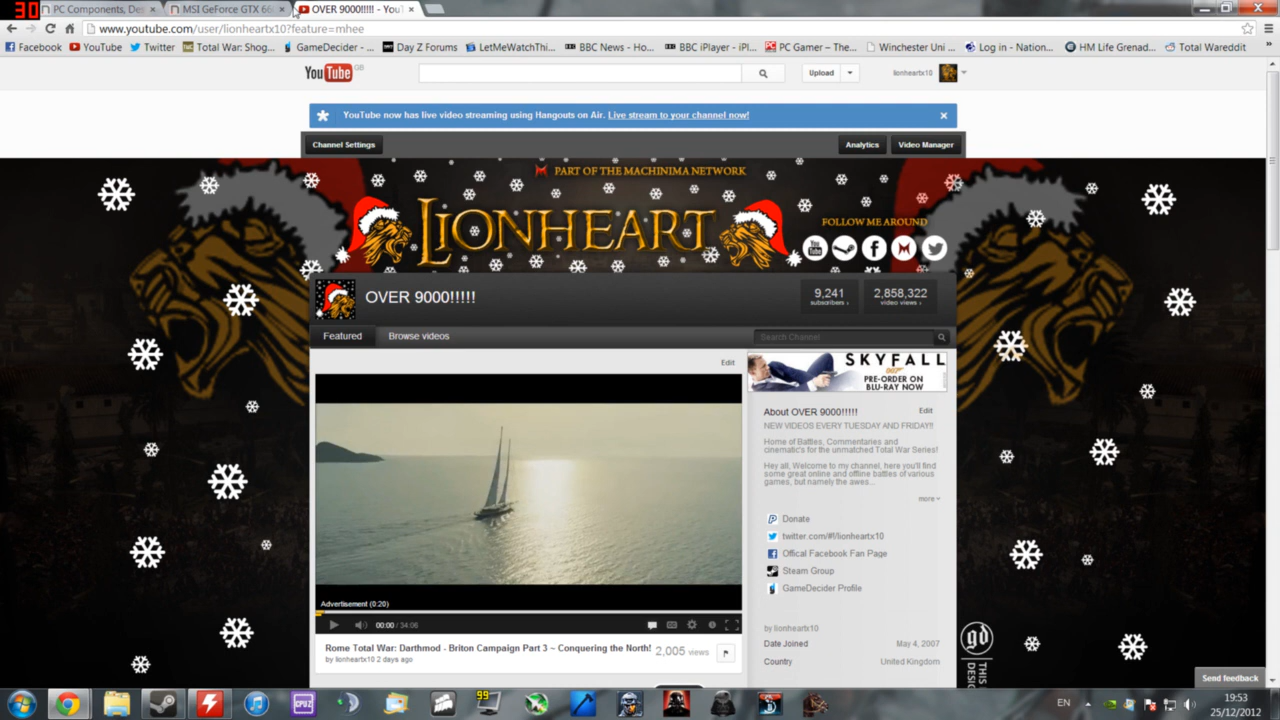 30
PC Components, Des
MSI GeForce GTX 66
OVER 9000!!!!! - YouT
www.youtube.com/user/lionheartx10?feature=mhee
Facebook
YouTube
Twitter
Total War: Shog...
GameDecider - ...
Day Z Forums
LetMeWatchThi...
BBC News - Ho...
BBC iPlayer - iPl...
PC Gamer – The...
Winchester Uni ...
Log in - Nation...
HM Life Grenad...
Total Wareddit
»
YouTube GB
Upload
lionheartx10
YouTube now has live video streaming using Hangouts on Air. Live stream to your channel now!
Channel Settings
Analytics
Video Manager
PART OF THE MACHINIMA NETWORK
LIONHEART
FOLLOW ME AROUND
You Tube
OVER 9000!!!!!
9,241
subscribers ›
2,858,322
video views ›
Featured
Browse videos
Search Channel
Edit
SKYFALL
007
PRE-ORDER ON
BLU-RAY NOW
About OVER 9000!!!!!
Edit
NEW VIDEOS EVERY TUESDAY AND FRIDAY!!
Home of Battles, Commentaries and
cinematic's for the unmatched Total War Series!
Hey all, Welcome to my channel, here you'll find
some great online and offline battles of various
games, but namely the awes...
more
Donate
twitter.com/#!/lionheartx10
Offical Facebook Fan Page
Steam Group
GameDecider Profile
Advertisement (0:20)
00:00 / 34:06
Rome Total War: Darthmod - Briton Campaign Part 3 ~ Conquering the North!
by lionheartx10 2 days ago
2,005 views
by lionheartx10
Date Joined
May 4, 2007
Country
United Kingdom
gd
THIS
DESIG
Send feedback
CPU Z
99
EN
19:53
25/12/2012